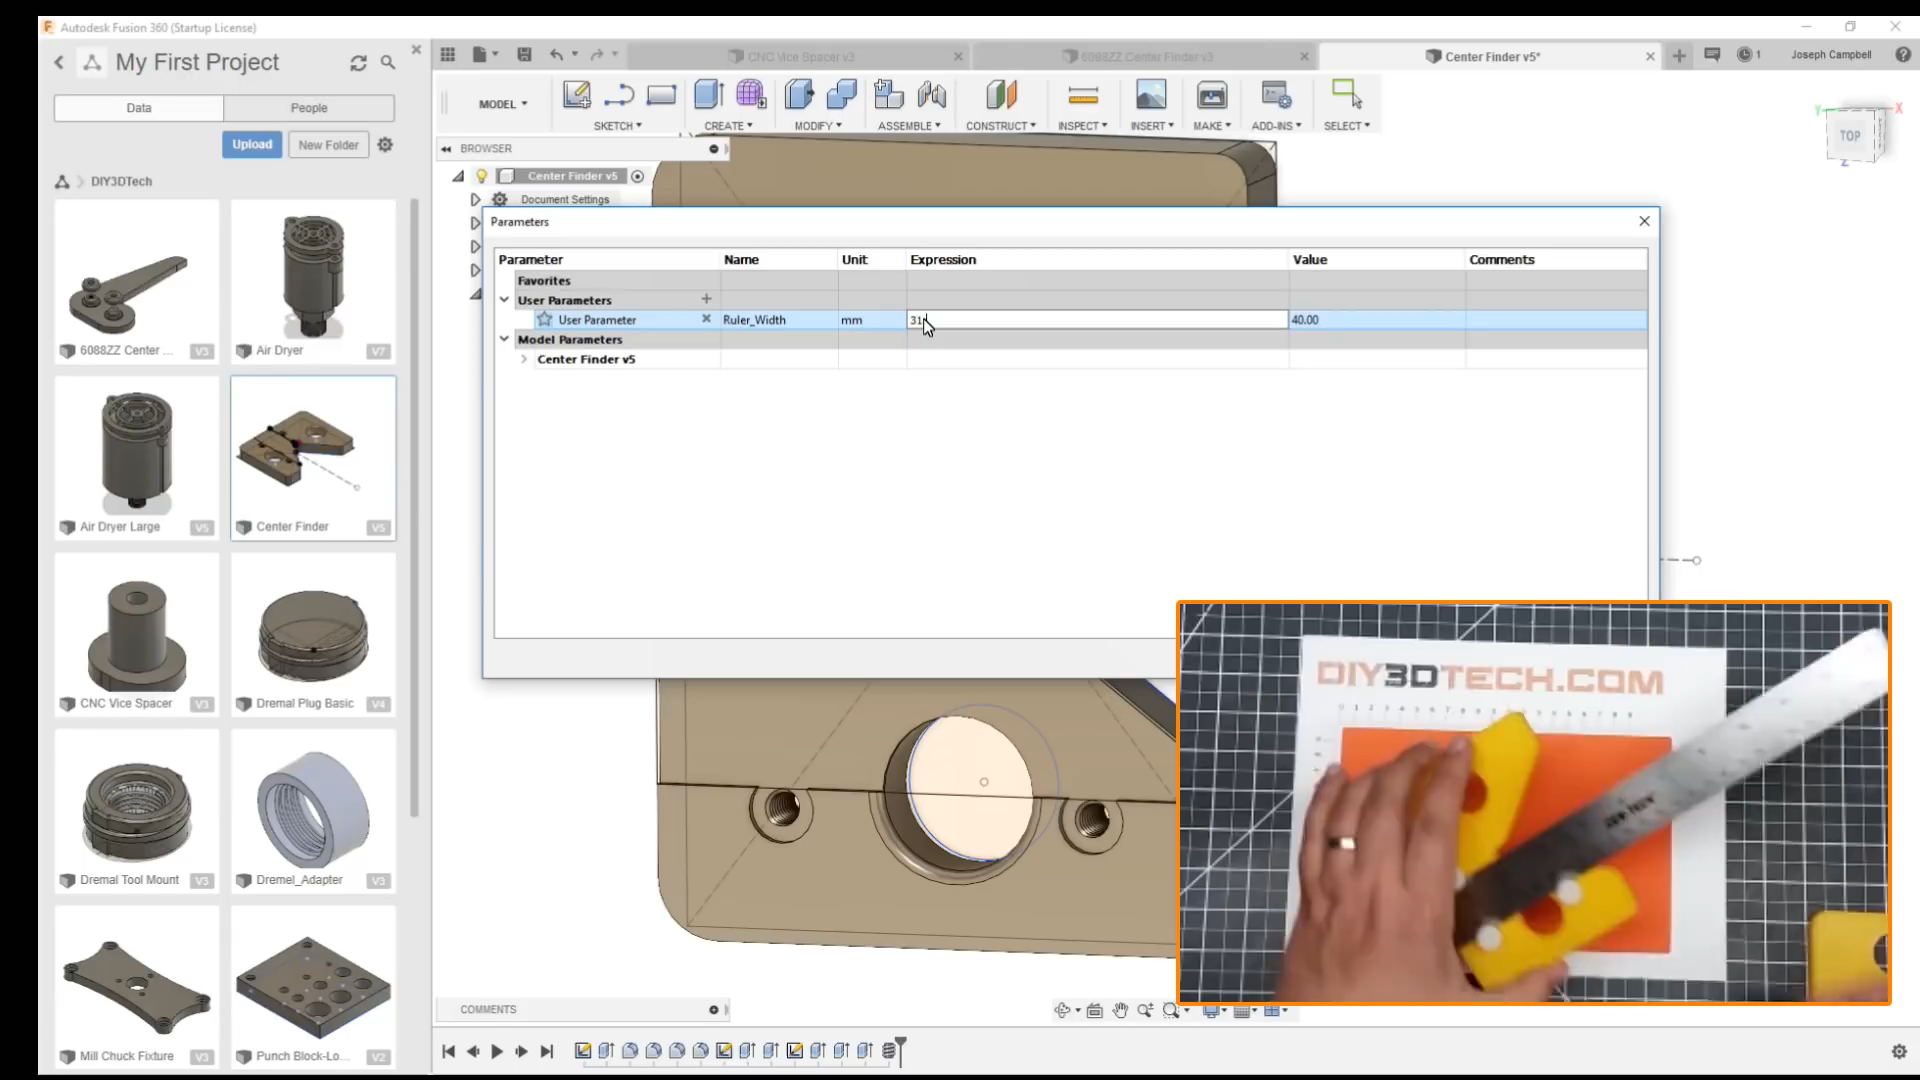 Autodesk Fusion 360 (Startup License)
My First Project
Data
People
Upload
New Folder
DIY3DTech
6088ZZ Center ...
V3
Air Dryer
V7
Air Dryer Large
V5
Center Finder
V5
CNC Vice Spacer
V3
Dremal Plug Basic
V4
Dremal Tool Mount
V3
Dremel_Adapter
V3
Mill Chuck Fixture
V3
Punch Block-Lo...
V2
CNC Vice Spacer v3
6088ZZ Center Finder v3
Center Finder v5*
1
Joseph Campbell
MODEL
SKETCH
CREATE
MODIFY
ASSEMBLE
CONSTRUCT
INSPECT
INSERT
MAKE
ADD-INS
SELECT
TOP
X
Y
Z
BROWSER
Center Finder v5
Document Settings
Parameters
Parameter
Name
Unit
Expression
Value
Comments
Favorites
User Parameters
User Parameter
Ruler_Width
mm
31
40.00
Model Parameters
Center Finder v5
DIY3DTECH.COM
COMMENTS